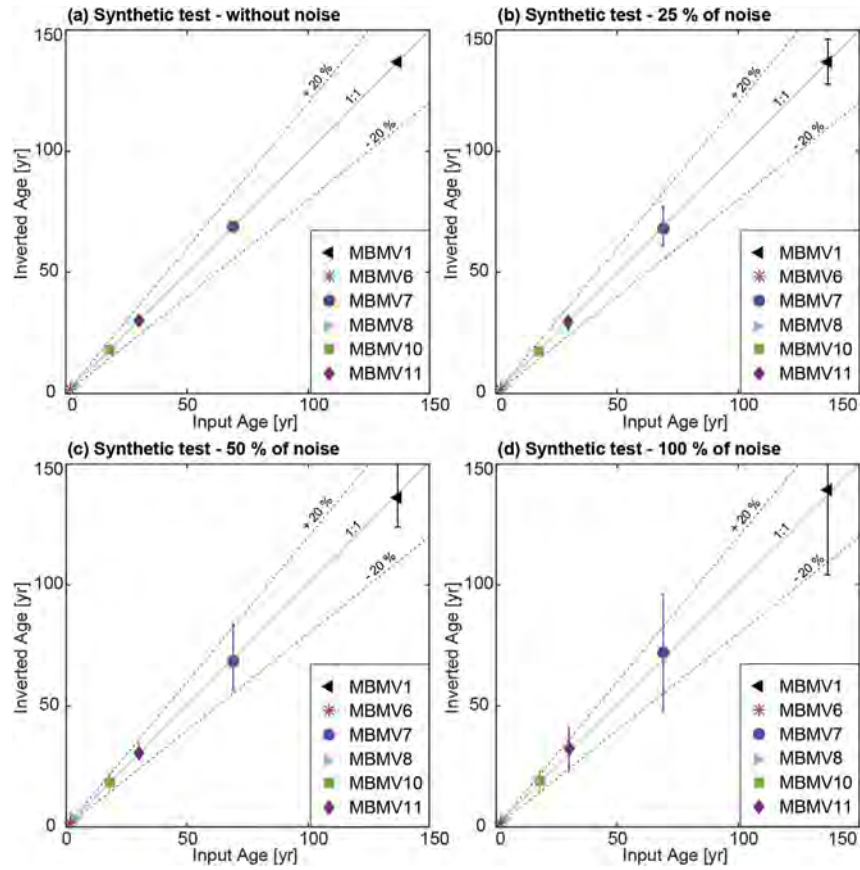 (a) Synthetic test - without noise
150
+ 20 %
1:1
- 20 %
100
Inverted Age [yr]
50
MBMV1
MBMV6
MBMV7
MBMV8
MBMV10
MBMV11
0
0
50
100
150
Input Age [yr]
(b) Synthetic test - 25 % of noise
150
+ 20 %
1:1
- 20 %
100
Inverted Age [yr]
50
MBMV1
MBMV6
MBMV7
MBMV8
MBMV10
MBMV11
0
0
50
100
150
Input Age [yr]
(c) Synthetic test - 50 % of noise
150
+ 20 %
1:1
- 20 %
100
Inverted Age [yr]
50
MBMV1
MBMV6
MBMV7
MBMV8
MBMV10
MBMV11
0
0
50
100
150
Input Age [yr]
(d) Synthetic test - 100 % of noise
150
+ 20 %
1:1
- 20 %
100
Inverted Age [yr]
50
MBMV1
MBMV6
MBMV7
MBMV8
MBMV10
MBMV11
0
0
50
100
150
Input Age [yr]